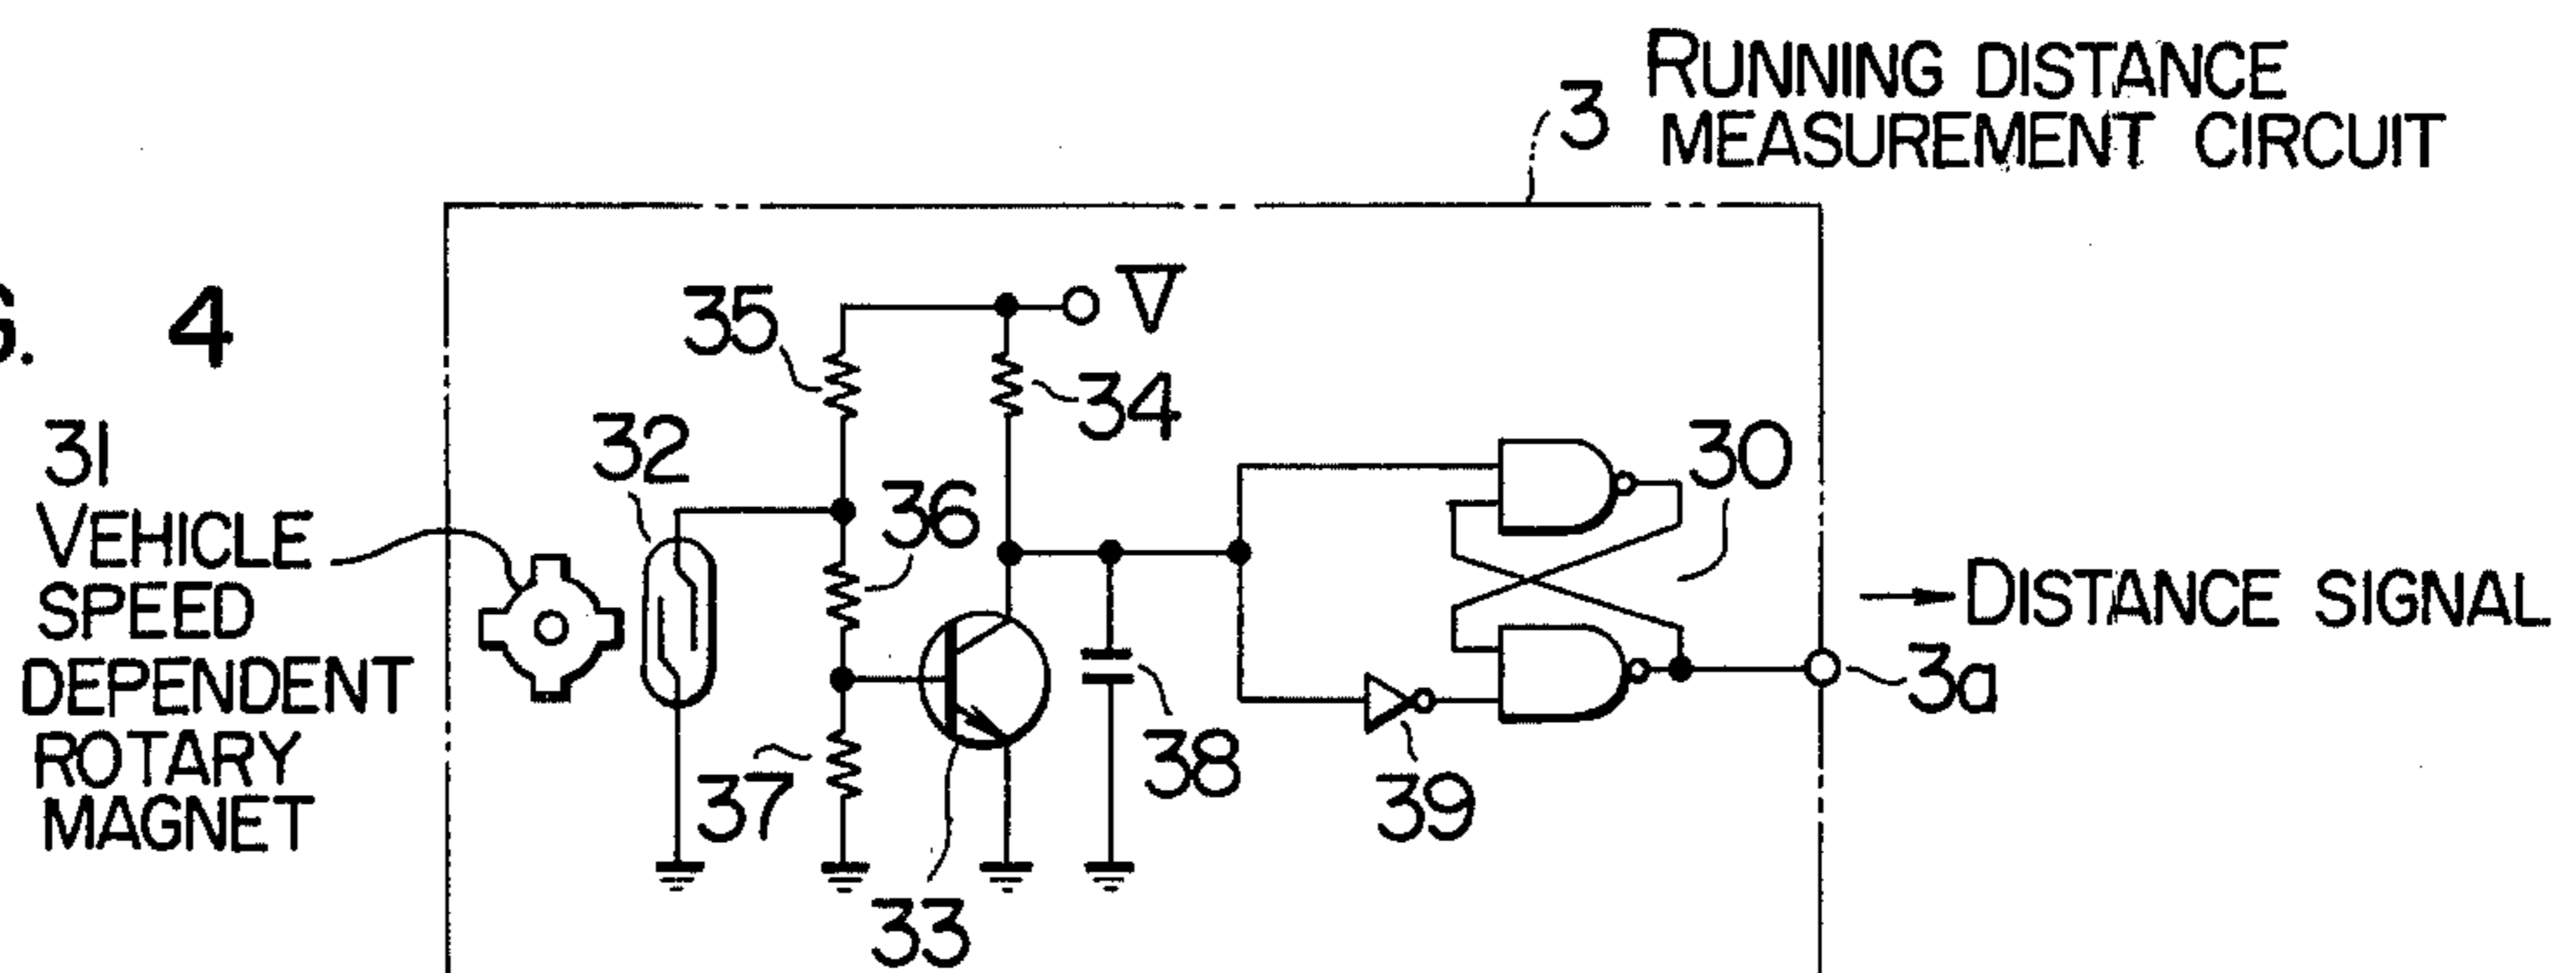 RUNNING DISTANCE
3 MEASUREMENT CIRCUIT
G. 4
V
35
34
31
32
30
36
VEHICLE
SPEED
DEPENDENT
ROTARY
MAGNET
DISTANCE SIGNAL
3a
37
38
39
33